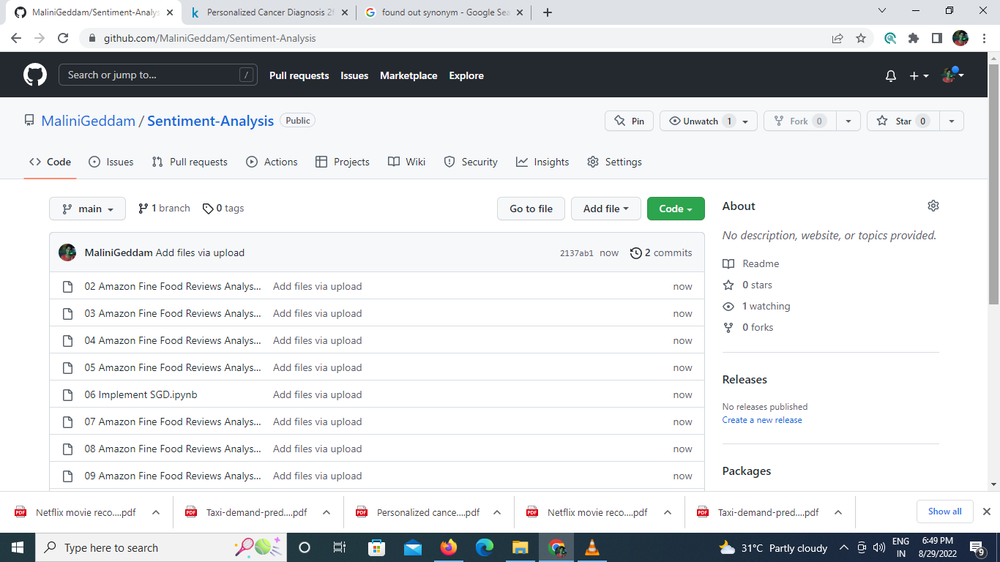 MaliniGeddam/Sentiment-Analys
Personalized Cancer Diagnosis 2f
found out synonym - Google Sea
github.com/MaliniGeddam/Sentiment-Analysis
Search or jump to... /
Pull requests Issues Marketplace Explore
MaliniGeddam / Sentiment-Analysis Public
Pin Unwatch 1 Fork 0 Star 0
Code Issues Pull requests Actions Projects Wiki Security Insights Settings
main 1 branch 0 tags Go to file Add file Code
MaliniGeddam Add files via upload 2137ab1 now 2 commits
02 Amazon Fine Food Reviews Analys... Add files via upload now
03 Amazon Fine Food Reviews Analys... Add files via upload now
04 Amazon Fine Food Reviews Analys... Add files via upload now
05 Amazon Fine Food Reviews Analys... Add files via upload now
06 Implement SGD.ipynb Add files via upload now
07 Amazon Fine Food Reviews Analys... Add files via upload now
08 Amazon Fine Food Reviews Analys... Add files via upload now
09 Amazon Fine Food Reviews Analys... Add files via upload now
About
No description, website, or topics provided.
Readme
0 stars
1 watching
0 forks
Releases
No releases published
Create a new release
Packages
Netflix movie reco....pdf Taxi-demand-pred....pdf Personalized cance....pdf Netflix movie reco....pdf Taxi-demand-pred....pdf Show all
Type here to search
31°C Partly cloudy
ENG
IN
6:49 PM
8/29/2022
9